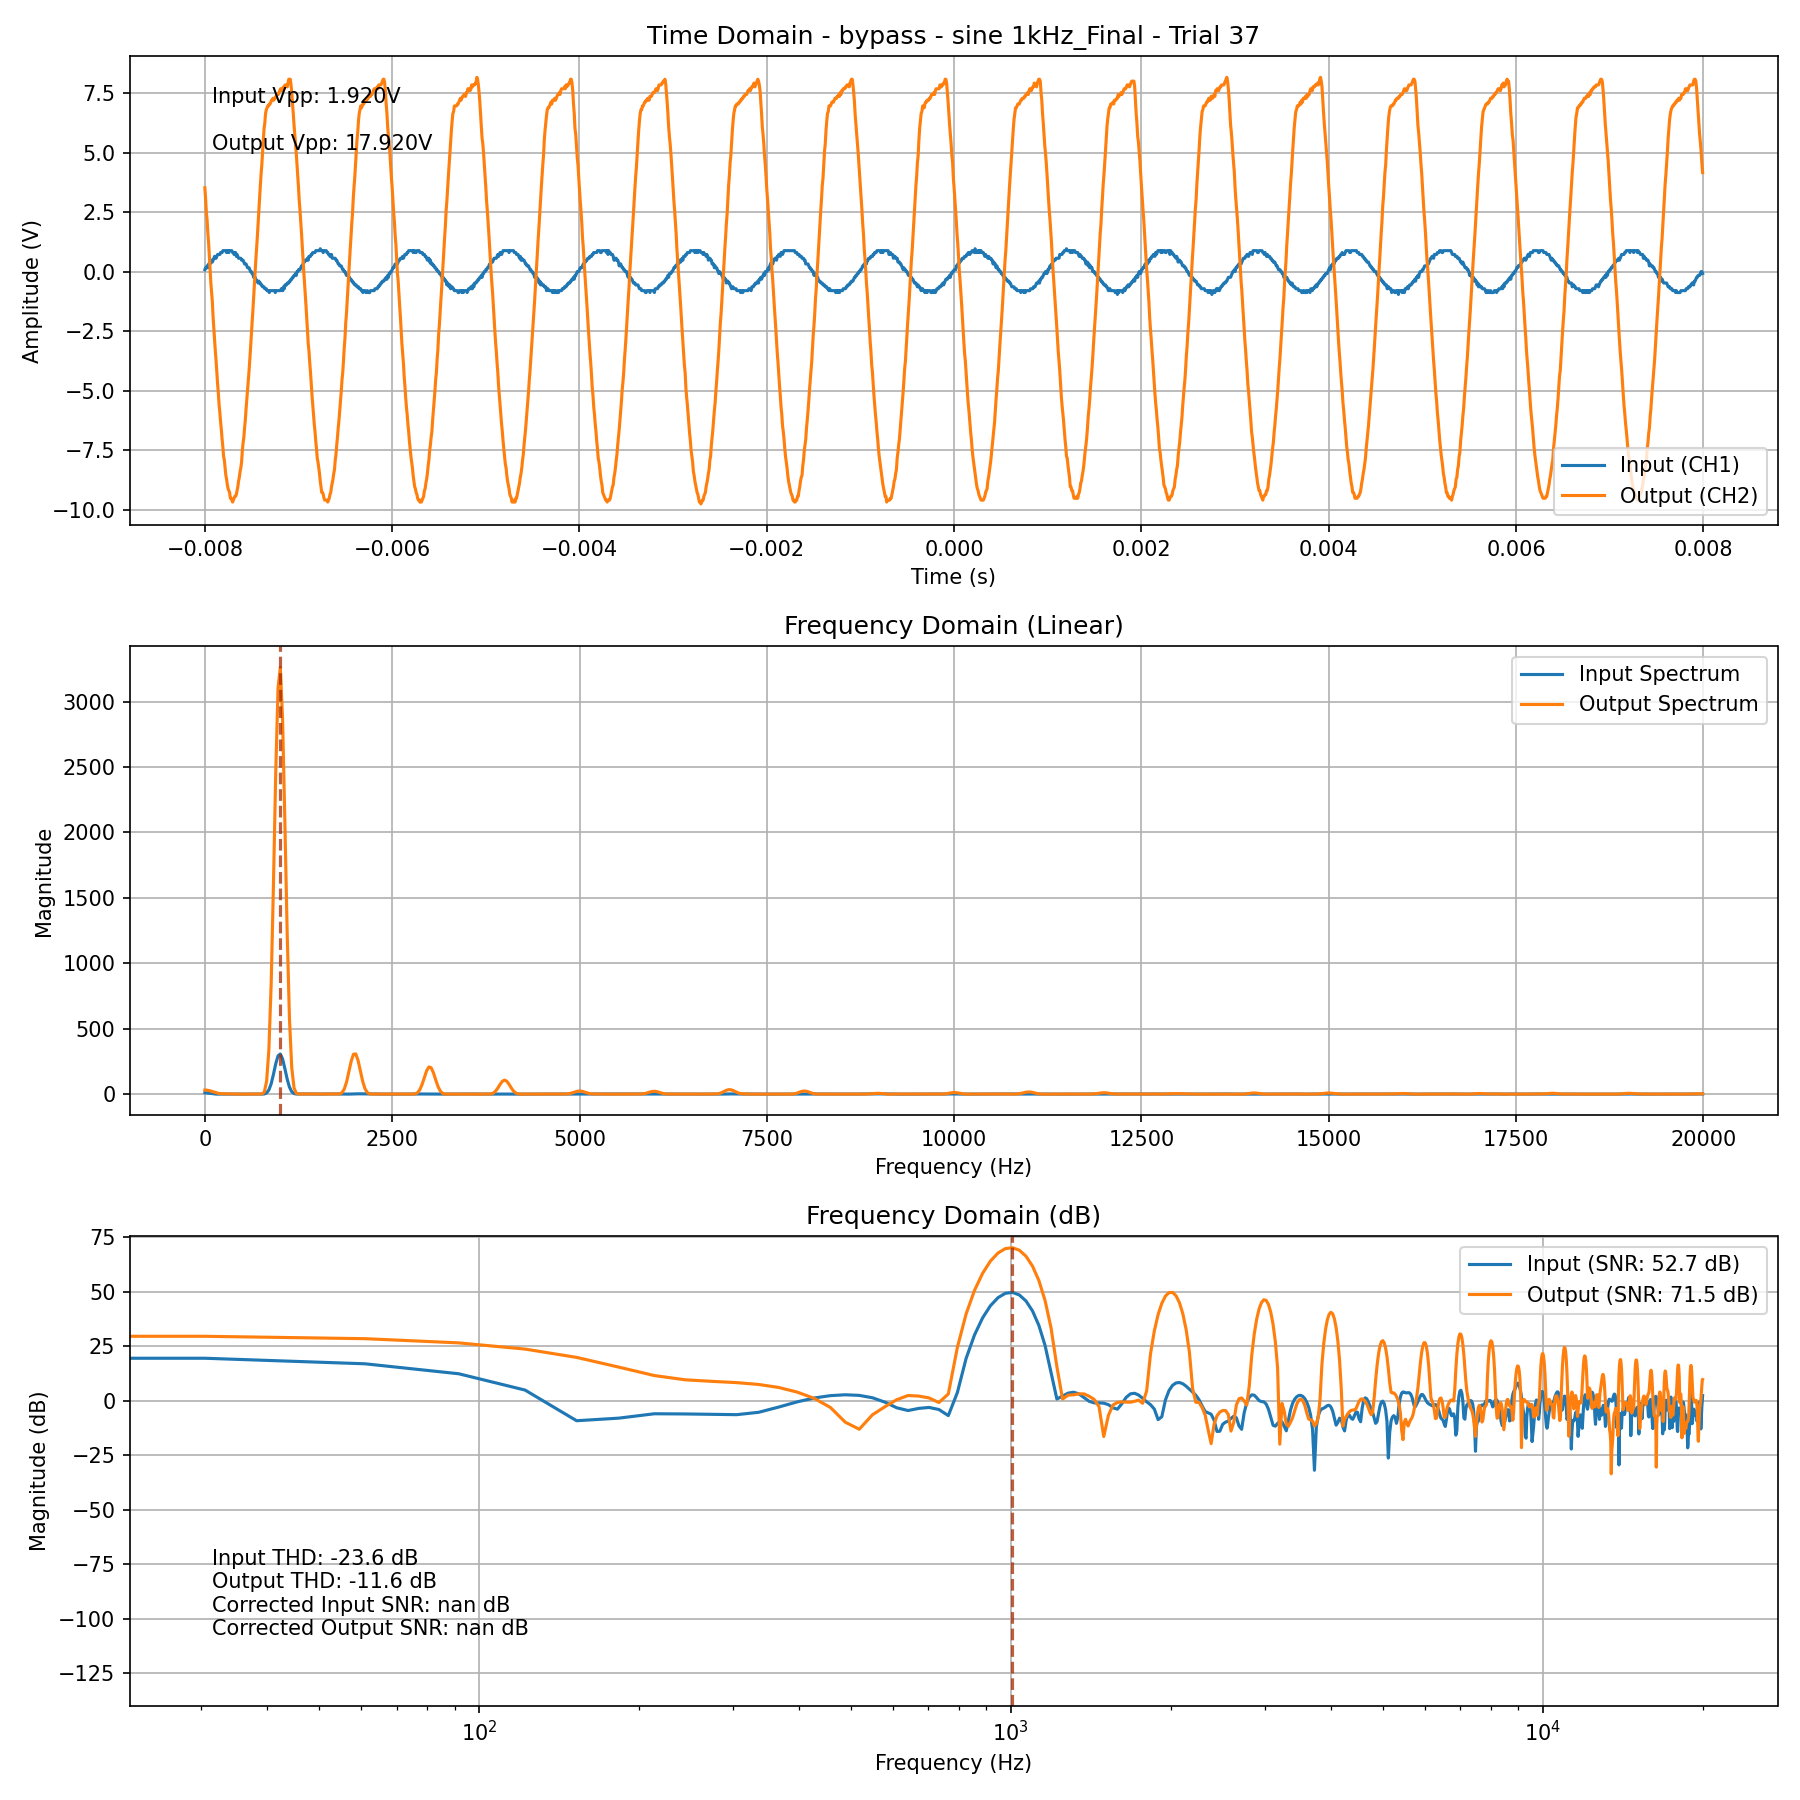 Time Domain - bypass - sine 1kHz_Final - Trial 37
Input Vpp: 1.920V
Output Vpp: 17.920V
7.5
5.0
2.5
0.0
−2.5
−5.0
−7.5
−10.0
Amplitude (V)
Input (CH1)
Output (CH2)
−0.008
−0.006
−0.004
−0.002
0.000
0.002
0.004
0.006
0.008
Time (s)
Frequency Domain (Linear)
Input Spectrum
Output Spectrum
3000
2500
2000
1500
1000
500
0
Magnitude
0
2500
5000
7500
10000
12500
15000
17500
20000
Frequency (Hz)
Frequency Domain (dB)
Input (SNR: 52.7 dB)
Output (SNR: 71.5 dB)
75
50
25
0
−25
−50
−75
−100
−125
Magnitude (dB)
Input THD: -23.6 dB
Output THD: -11.6 dB
Corrected Input SNR: nan dB
Corrected Output SNR: nan dB
10²
10³
10⁴
Frequency (Hz)